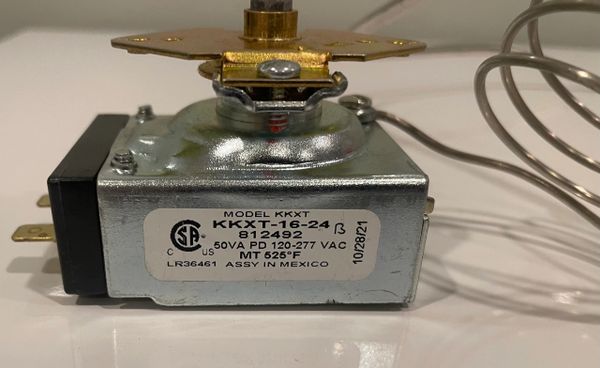 MODEL KKXT
KKXT-16-24 β
812492
50VA PD 120-277 VAC
MT 525°F
LR36461 ASSY IN MEXICO
SA
C US
10/28/21